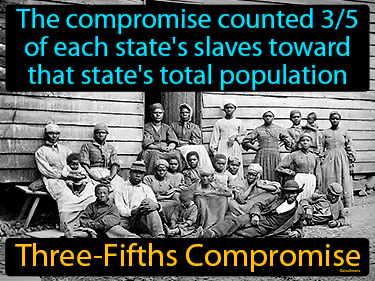 The compromise counted 3/5
of each state's slaves toward
that state's total population
Three-Fifths Compromise